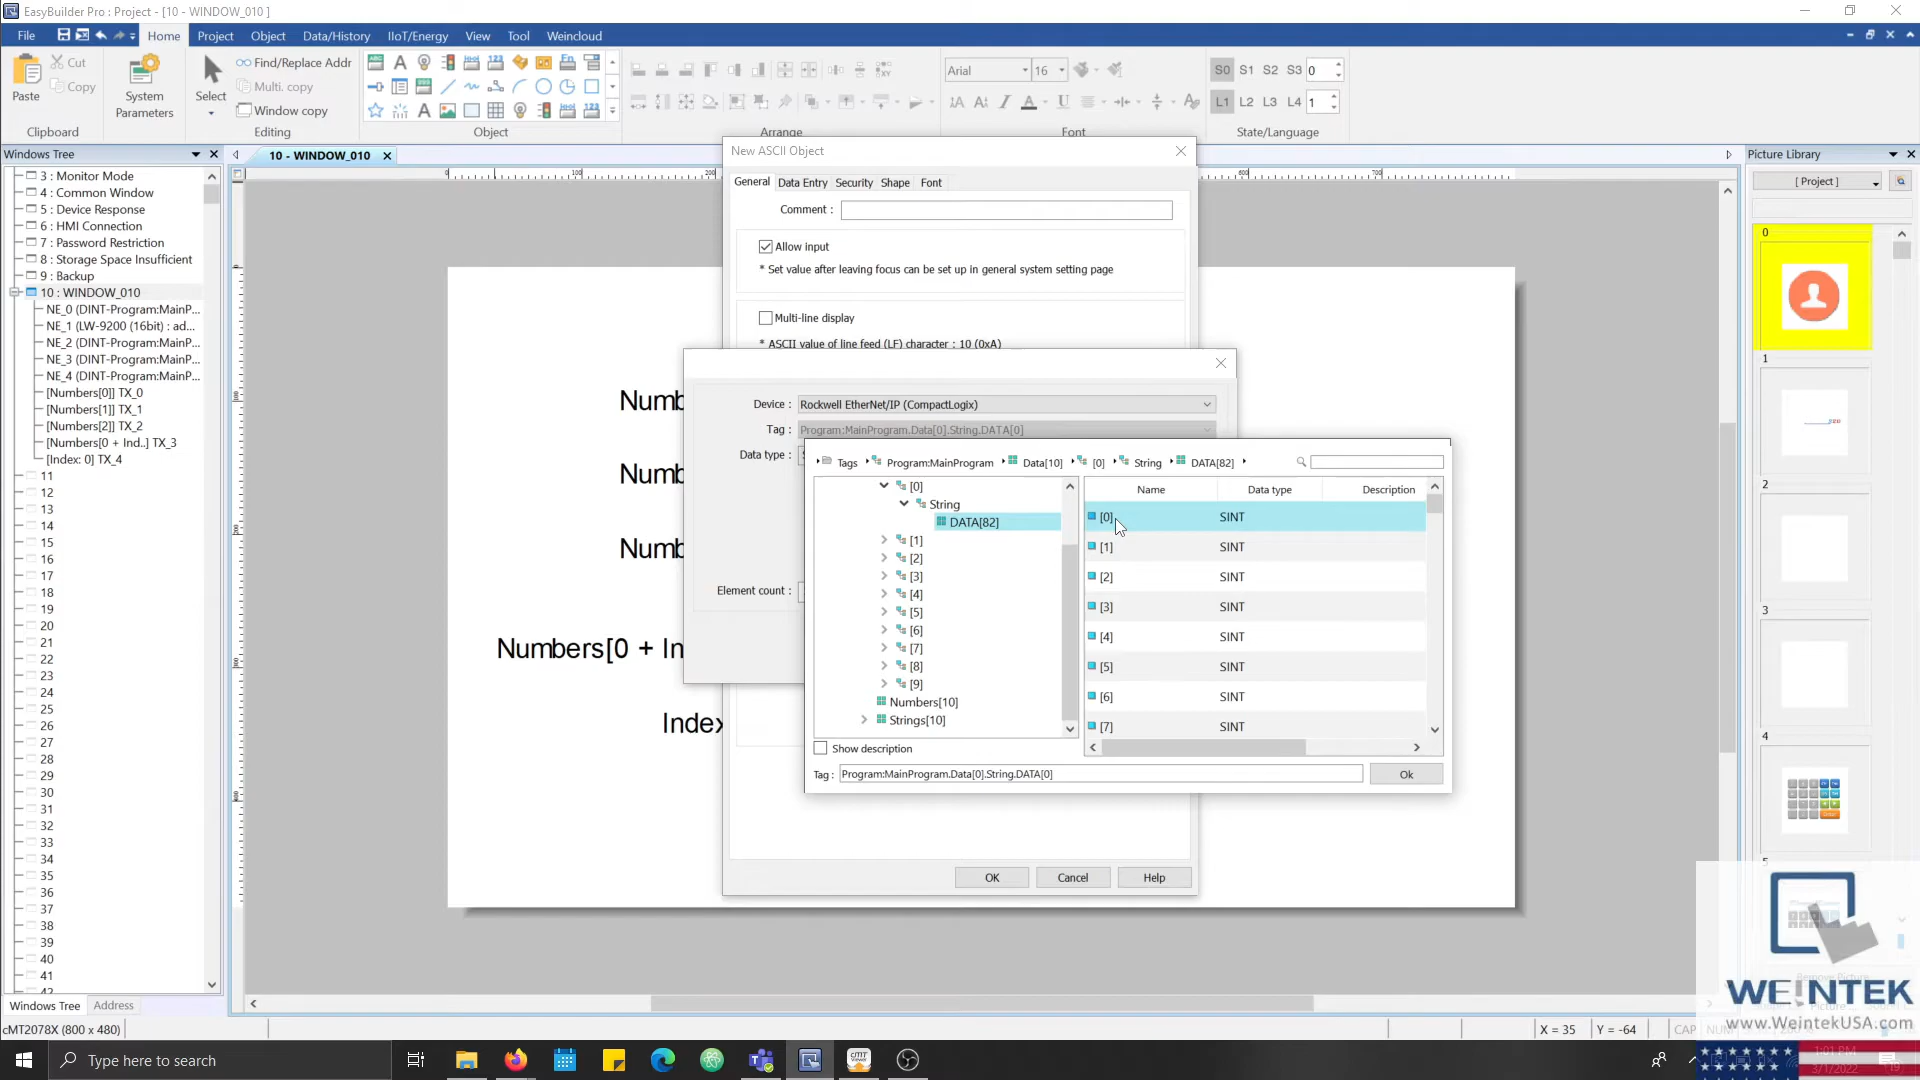 EasyBuilder Pro : Project - [10 - WINDOW_010 ]
File Home Project Object Data/History IIoT/Energy View Tool Weincloud
Paste Cut Copy
Clipboard
System Parameters
Select
Find/Replace Addr
Multi. copy
Window copy
Editing
Object
Arrange
Arial 16
Font
S0 S1 S2 S3 0
L1 L2 L3 L4 1
State/Language
Windows Tree
3 : Monitor Mode
4 : Common Window
5 : Device Response
6 : HMI Connection
7 : Password Restriction
8 : Storage Space Insufficient
9 : Backup
10 : WINDOW_010
NE_0 (DINT-Program:MainP...
NE_1 (LW-9200 (16bit) : ad...
NE_2 (DINT-Program:MainP...
NE_3 (DINT-Program:MainP...
NE_4 (DINT-Program:MainP...
[Numbers[0]] TX_0
[Numbers[1]] TX_1
[Numbers[2]] TX_2
[Numbers[0 + Ind..] TX_3
[Index: 0] TX_4
11
12
13
14
15
16
17
18
19
20
21
22
23
24
25
26
27
28
29
30
31
32
33
34
35
36
37
38
39
40
41
42
Windows Tree Address
cMT2078X (800 x 480)
10 - WINDOW_010
0 100 200 600 700
Numb
Numb
Numb
Numbers[0 + In
Index
New ASCII Object
General Data Entry Security Shape Font
Comment :
Allow input
* Set value after leaving focus can be set up in general system setting page
Multi-line display
* ASCII value of line feed (LF) character : 10 (0xA)
Device : Rockwell EtherNet/IP (CompactLogix)
Tag : Program:MainProgram.Data[0].String.DATA[0]
Data type :
Element count :
Tags Program:MainProgram Data[10] [0] String DATA[82]
[0]
String
DATA[82]
[1]
[2]
[3]
[4]
[5]
[6]
[7]
[8]
[9]
Numbers[10]
Strings[10]
Name Data type Description
[0] SINT
[1] SINT
[2] SINT
[3] SINT
[4] SINT
[5] SINT
[6] SINT
[7] SINT
Show description
Tag : Program:MainProgram.Data[0].String.DATA[0] Ok
OK Cancel Help
Picture Library
[ Project ]
0
1
2
3
4
5
WEINTEK
www.WeintekUSA.com
X = 35 Y = -64 CAP NUM
Type here to search
1:01 PM
3/1/2022